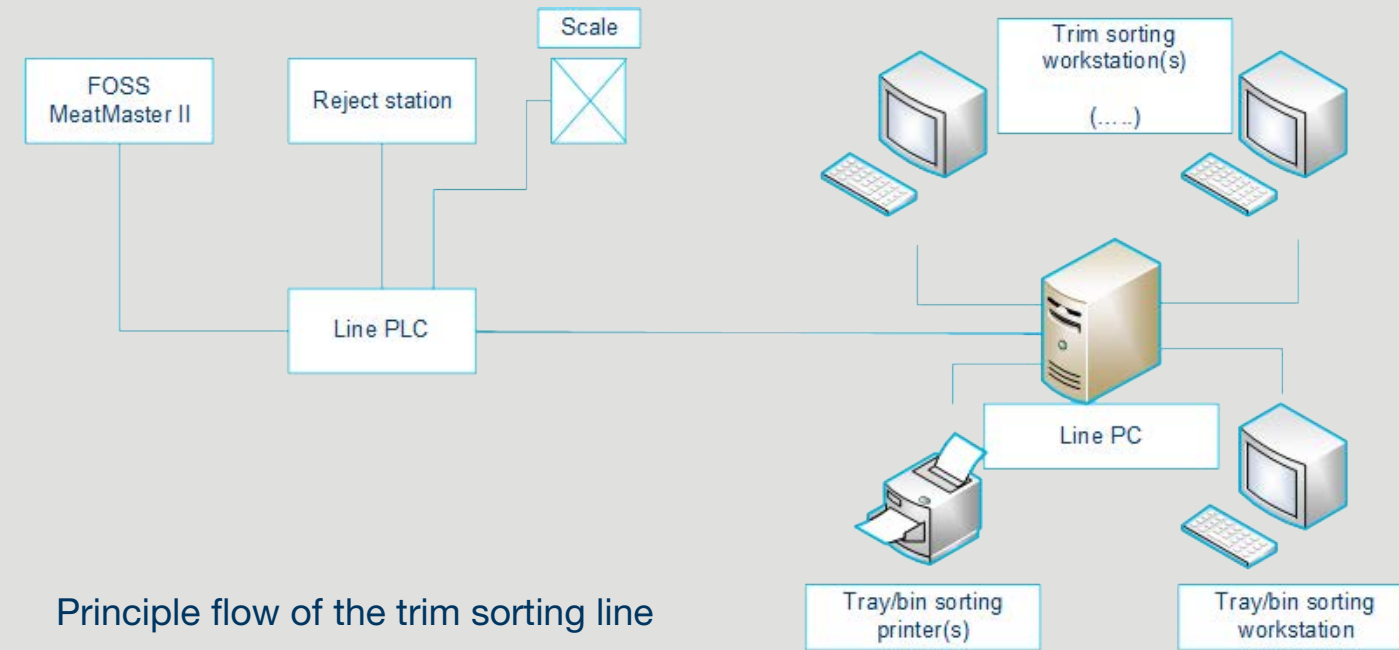 Scale
FOSS
MeatMaster II
Reject station
Trim sorting
workstation(s)
(.....)
Line PLC
Line PC
Tray/bin sorting
printer(s)
Tray/bin sorting
workstation
Principle flow of the trim sorting line